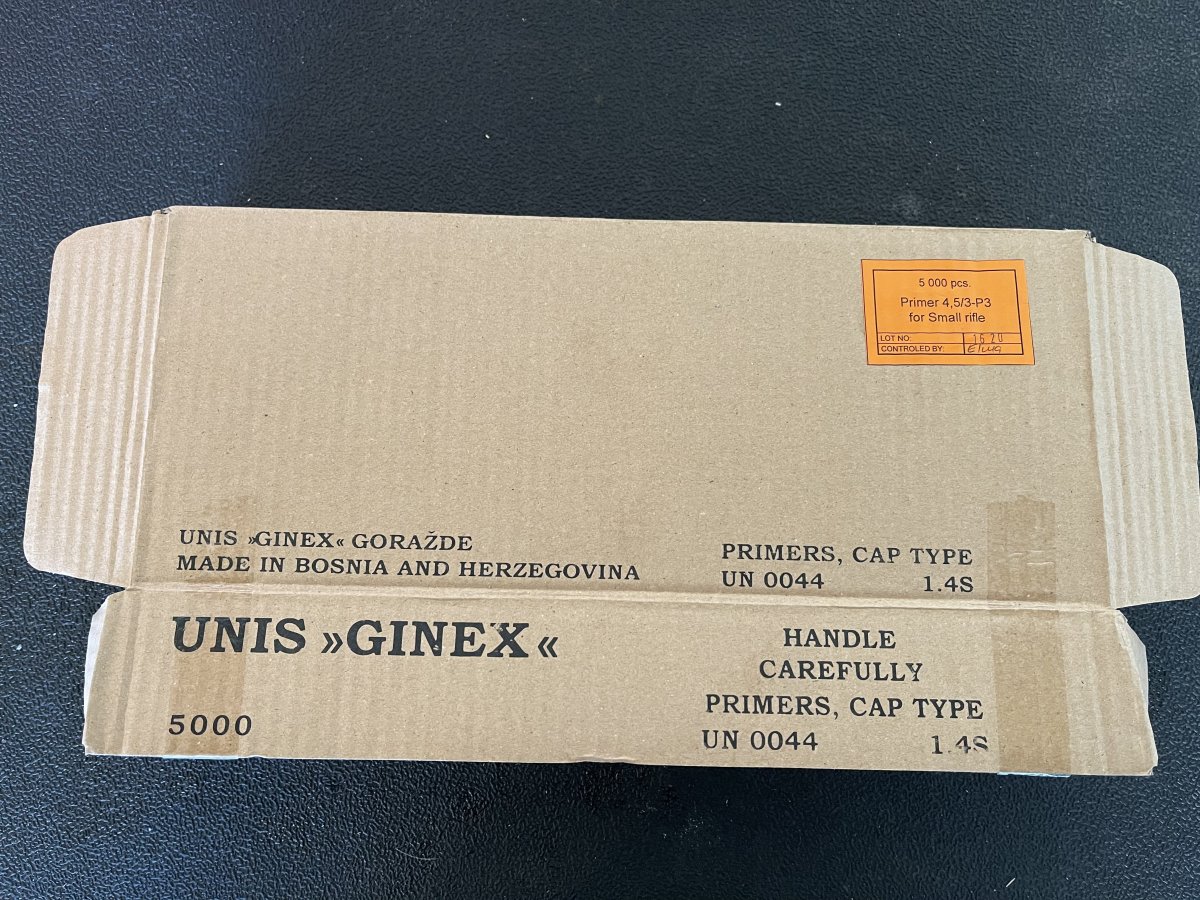 5 000 pcs.
Primer 4,5/3-P3
for Small rifle
LOT NO: 16 20
CONTROLED BY:
UNIS »GINEX« GORAŽDE
MADE IN BOSNIA AND HERZEGOVINA
PRIMERS, CAP TYPE
UN 0044 1.4S
UNIS »GINEX«
5000
HANDLE
CAREFULLY
PRIMERS, CAP TYPE
UN 0044 1.4S